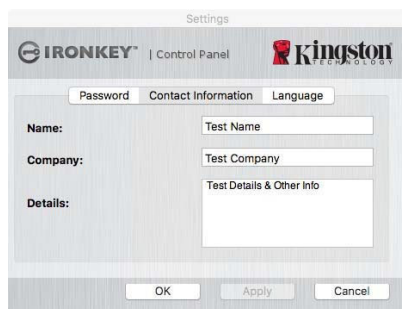 Settings
IRONKEY™ | Control Panel
Kingston
TECHNOLOGY
Password Contact Information Language
Name: Test Name
Company: Test Company
Details: Test Details & Other Info
OK Apply Cancel